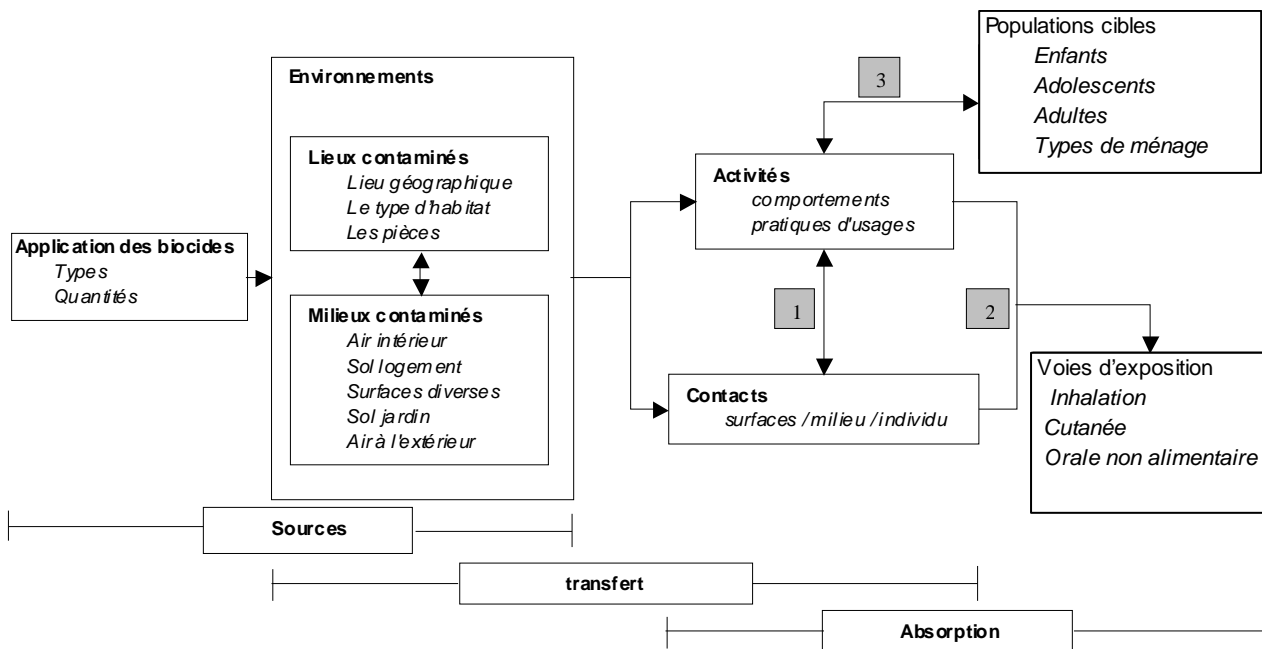 Application des biocides
Types
Quantités
Environnements
Lieux contaminés
Lieu géographique
Le type d'habitat
Les pièces
Milieux contaminés
Air intérieur
Sol logement
Surfaces diverses
Sol jardin
Air à l'extérieur
Activités
comportements
pratiques d'usages
Contacts
surfaces / milieu / individu
1
2
3
Populations cibles
Enfants
Adolescents
Adultes
Types de ménage
Voies d'exposition
Inhalation
Cutanée
Orale non alimentaire
Sources
transfert
Absorption